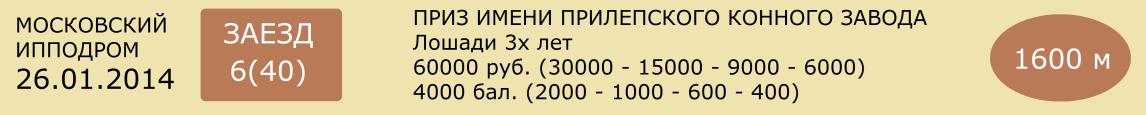 МОСКОВСКИЙ
ИППОДРОМ
26.01.2014
ЗАЕЗД
6(40)
ПРИЗ ИМЕНИ ПРИЛЕПСКОГО КОННОГО ЗАВОДА
Лошади 3х лет
60000 руб. (30000 - 15000 - 9000 - 6000)
4000 бал. (2000 - 1000 - 600 - 400)
1600 м